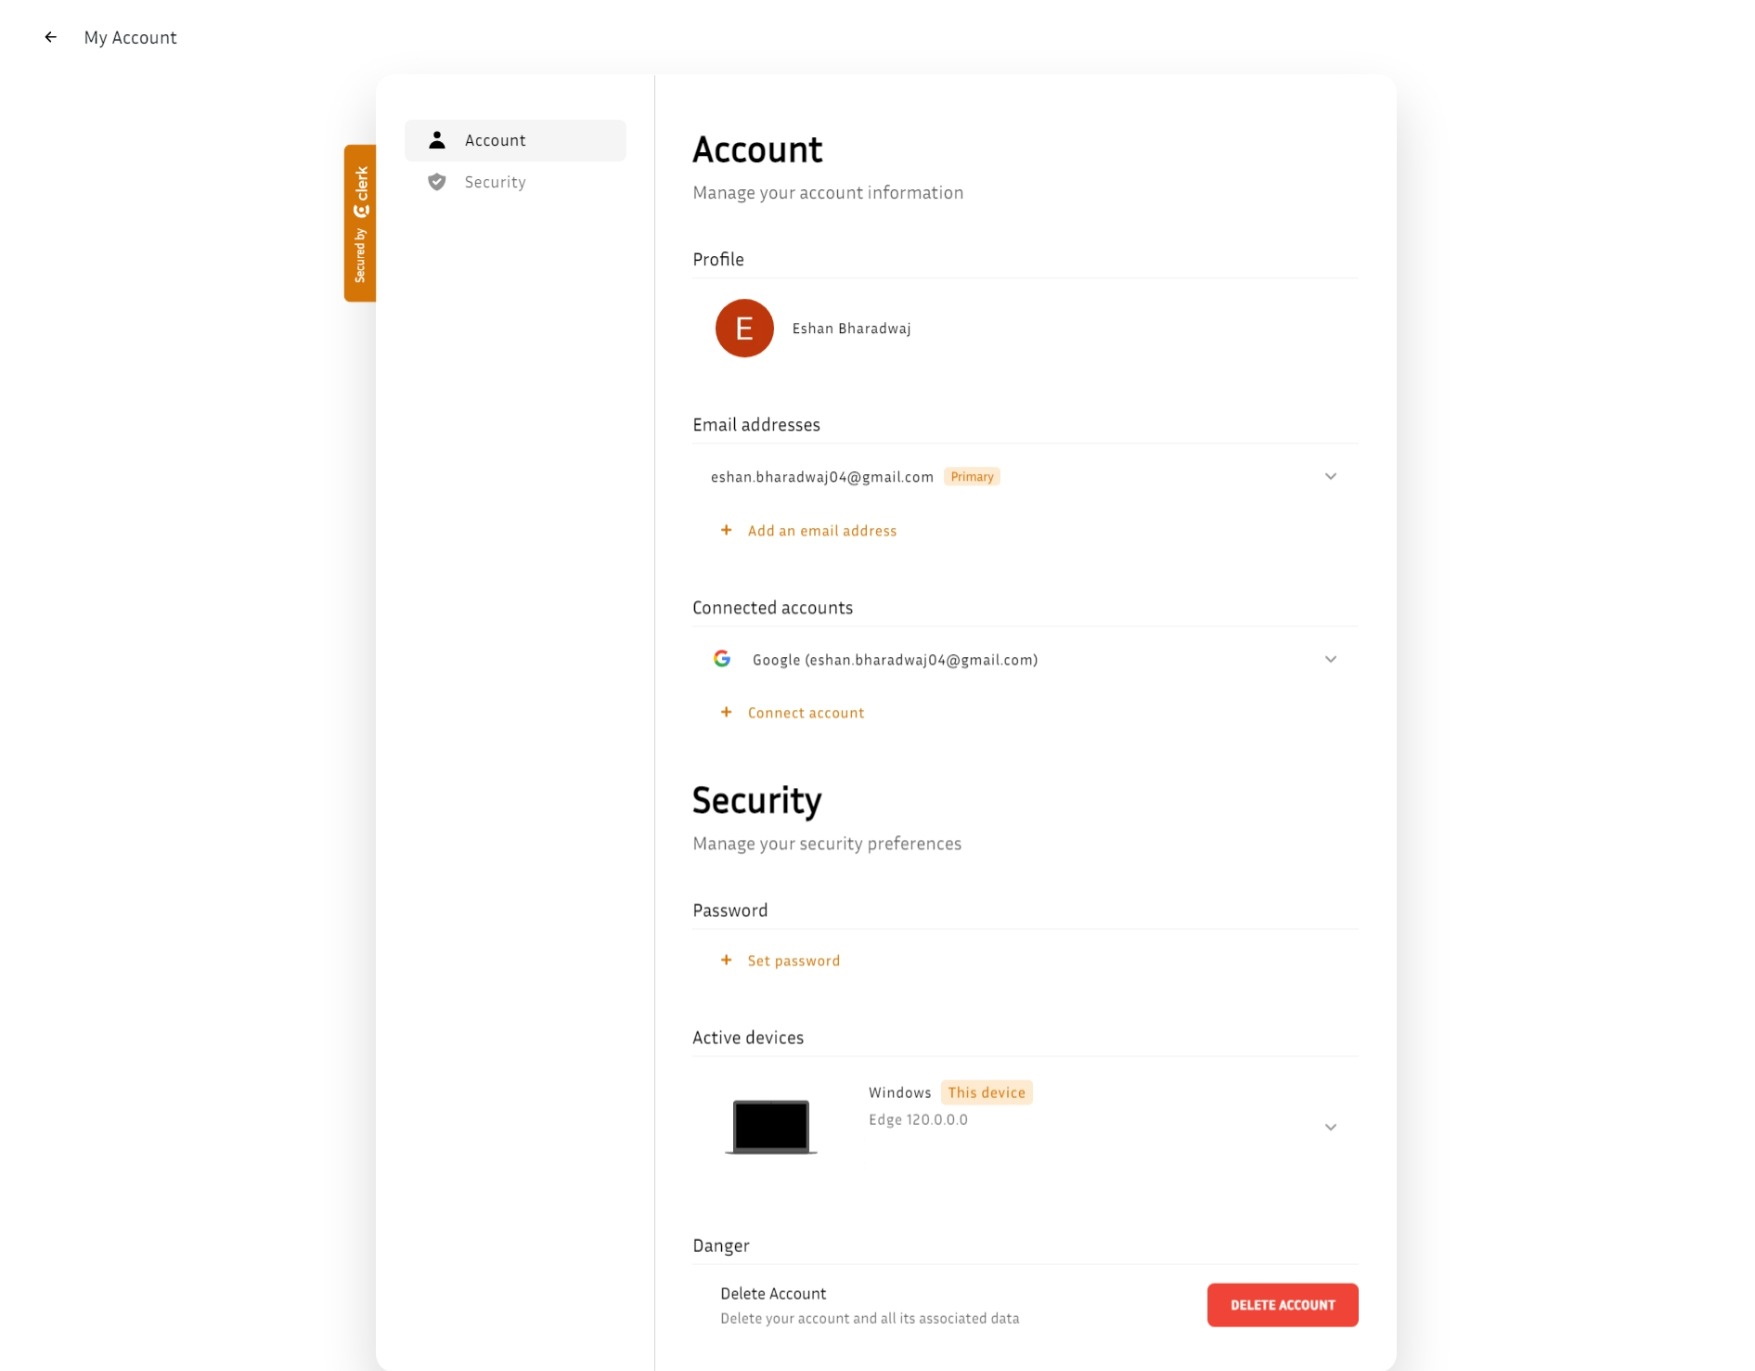 My Account
Account
Security
Secured by clerk
Account
Manage your account information
Profile
E
Eshan Bharadwaj
Email addresses
eshan.bharadwaj04@gmail.com Primary
+ Add an email address
Connected accounts
Google (eshan.bharadwaj04@gmail.com)
+ Connect account
Security
Manage your security preferences
Password
+ Set password
Active devices
Windows This device
Edge 120.0.0.0
Danger
Delete Account
Delete your account and all its associated data
DELETE ACCOUNT